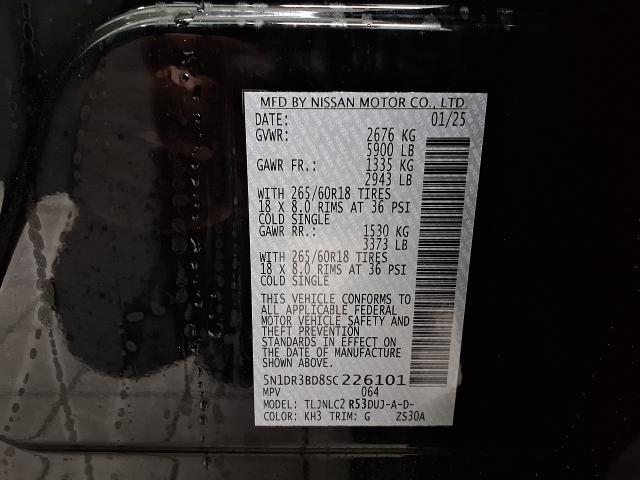 MFD BY NISSAN MOTOR CO., LTD.
DATE: 01/25
GVWR: 2676 KG
5900 LB
GAWR FR.: 1335 KG
2943 LB
WITH 265/60R18 TIRES
18 X 8.0 RIMS AT 36 PSI
COLD SINGLE
GAWR RR.: 1530 KG
3373 LB
WITH 265/60R18 TIRES
18 X 8.0 RIMS AT 36 PSI
COLD SINGLE
THIS VEHICLE CONFORMS TO
ALL APPLICABLE FEDERAL
MOTOR VEHICLE SAFETY AND
THEFT PREVENTION
STANDARDS IN EFFECT ON
THE DATE OF MANUFACTURE
SHOWN ABOVE.
5N1DR3BD8SC226101
MPV 064
MODEL: TLJNLC2 R53DUJ-A-D-
COLOR: KH3 TRIM: G ZS30A